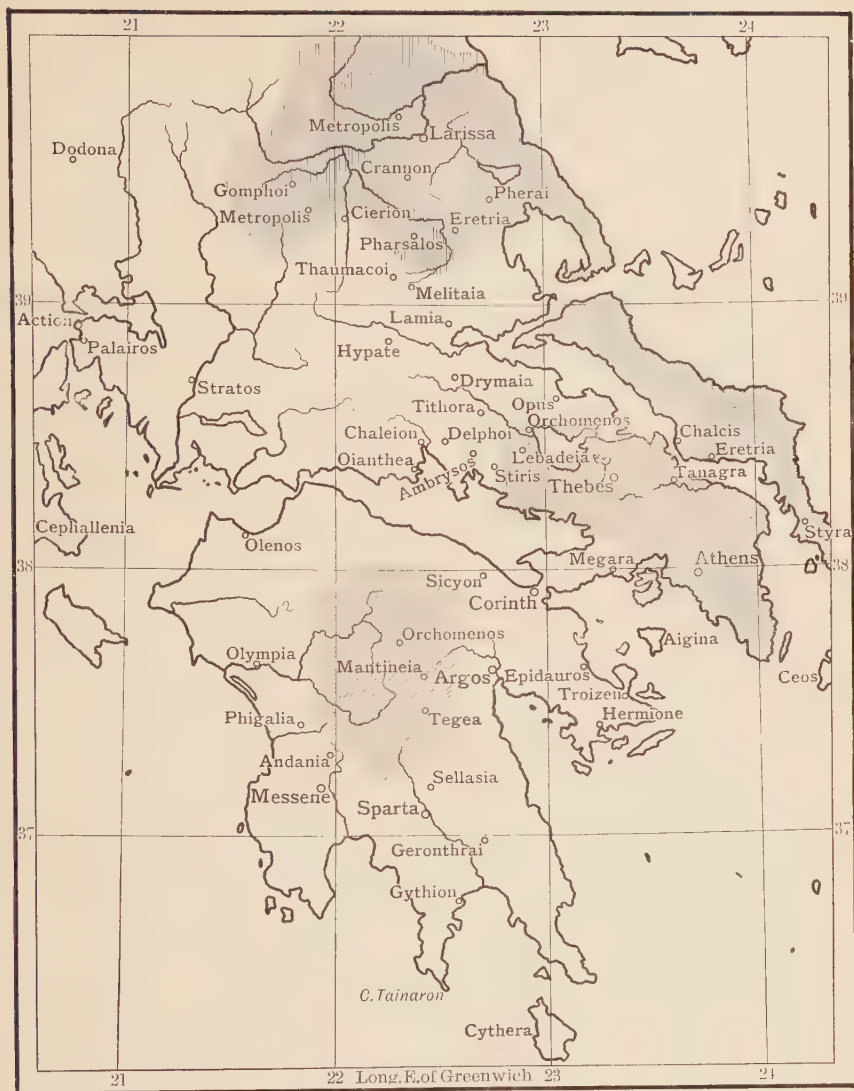 21 22 23 24
Metropolis
Larissa
Dodona
Crannon
Gomphoi
Pherai
Metropolis
Cierion
Eretria
Pharsalos
Thaumacoi
Melitaia
39 39
Action
Lamia
Palairos
Hypate
Drymaia
Stratos
Opus
Tithora
Orchomenos
Chaleion
Delphoi
Chalcis
Lebadeia
Eretria
Oianthea
Ambrysos
Stiris
Thebes
Tanagra
Cephallenia
Styra
Olenos
Megara
Athens
38 38
Sicyon
Corinth
Orchomenos
Aigina
Olympia
Mantineia
Argos
Epidauros
Ceos
Troizen
Phigalia
Tegea
Hermione
Andania
Sellasia
Messene
Sparta
37 37
Geronthrai
Gythion
C. Tainaron
Cythera
21 22 Long. E. of Greenwich 23 24